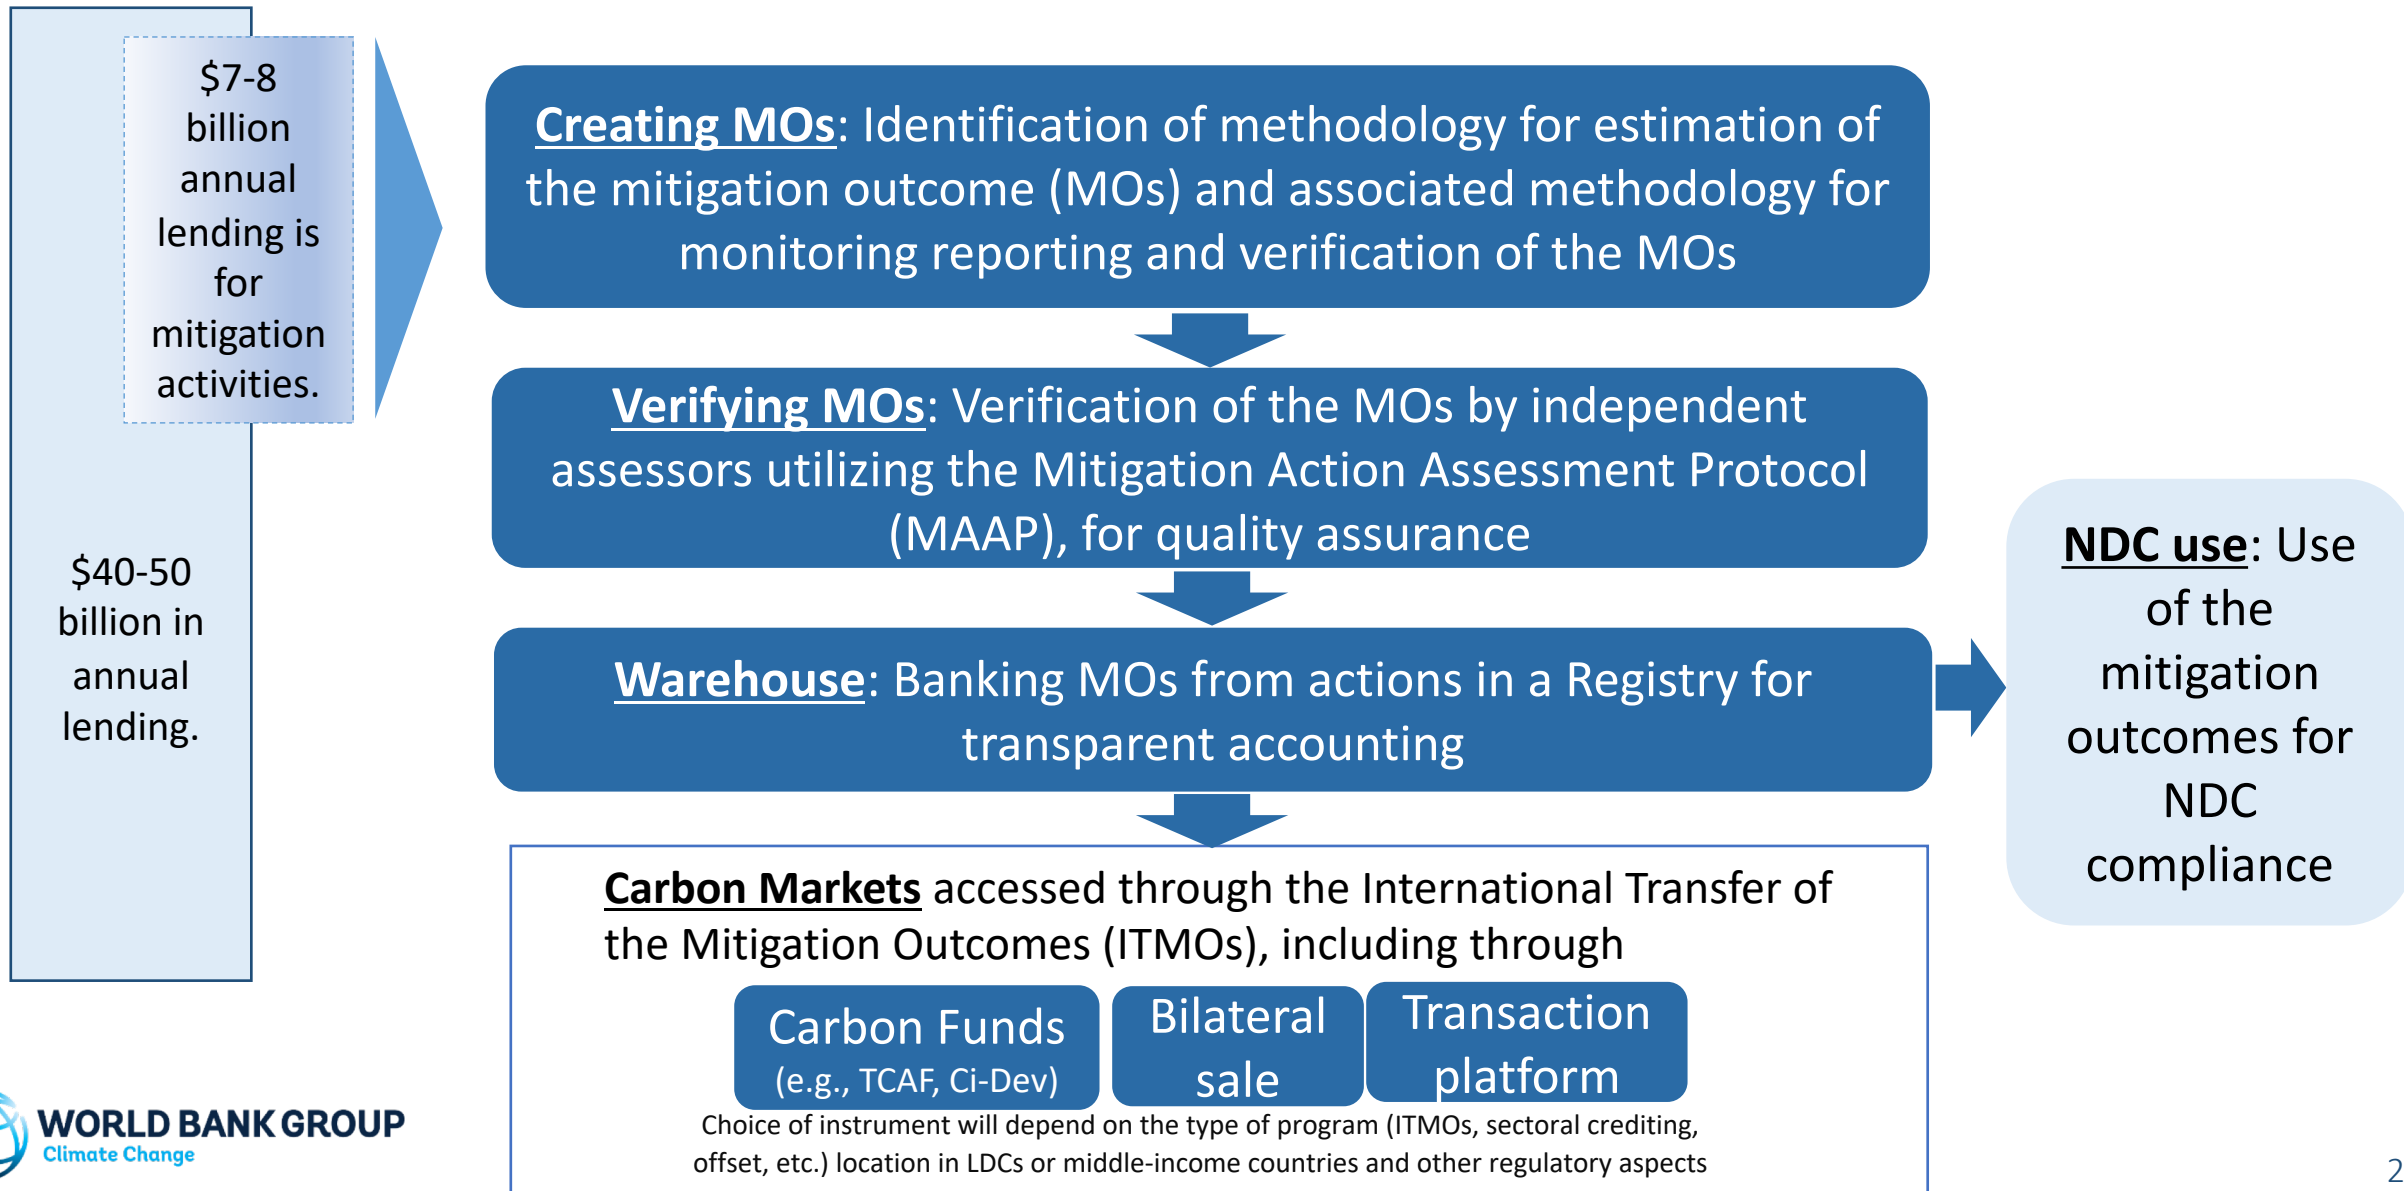 $7-8
billion
annual
lending is
for
mitigation
activities.
$40-50
billion in
annual
lending.
Creating MOs: Identification of methodology for estimation of
the mitigation outcome (MOs) and associated methodology for
monitoring reporting and verification of the MOs
Verifying MOs: Verification of the MOs by independent
assessors utilizing the Mitigation Action Assessment Protocol
(MAAP), for quality assurance
Warehouse: Banking MOs from actions in a Registry for
transparent accounting
NDC use: Use
of the
mitigation
outcomes for
NDC
compliance
Carbon Markets accessed through the International Transfer of
the Mitigation Outcomes (ITMOs), including through
Carbon Funds
(e.g., TCAF, Ci-Dev)
Bilateral
sale
Transaction
platform
Choice of instrument will depend on the type of program (ITMOs, sectoral crediting,
offset, etc.) location in LDCs or middle-income countries and other regulatory aspects
WORLD BANK GROUP
Climate Change
2